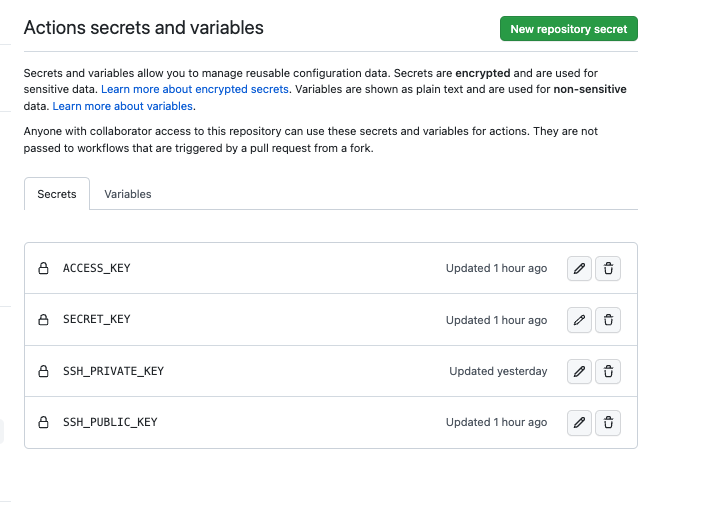 Actions secrets and variables
New repository secret
Secrets and variables allow you to manage reusable configuration data. Secrets are encrypted and are used for
sensitive data. Learn more about encrypted secrets. Variables are shown as plain text and are used for non-sensitive
data. Learn more about variables.
Anyone with collaborator access to this repository can use these secrets and variables for actions. They are not
passed to workflows that are triggered by a pull request from a fork.
Secrets Variables
ACCESS_KEY Updated 1 hour ago
SECRET_KEY Updated 1 hour ago
SSH_PRIVATE_KEY Updated yesterday
SSH_PUBLIC_KEY Updated 1 hour ago